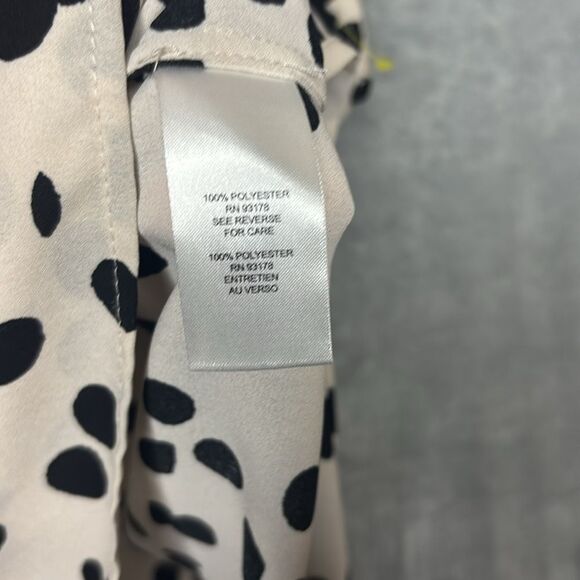 100% POLYESTER
RN 93178
SEE REVERSE
FOR CARE
100% POLYESTER
RN 93178
ENTRETIEN
AU VERSO